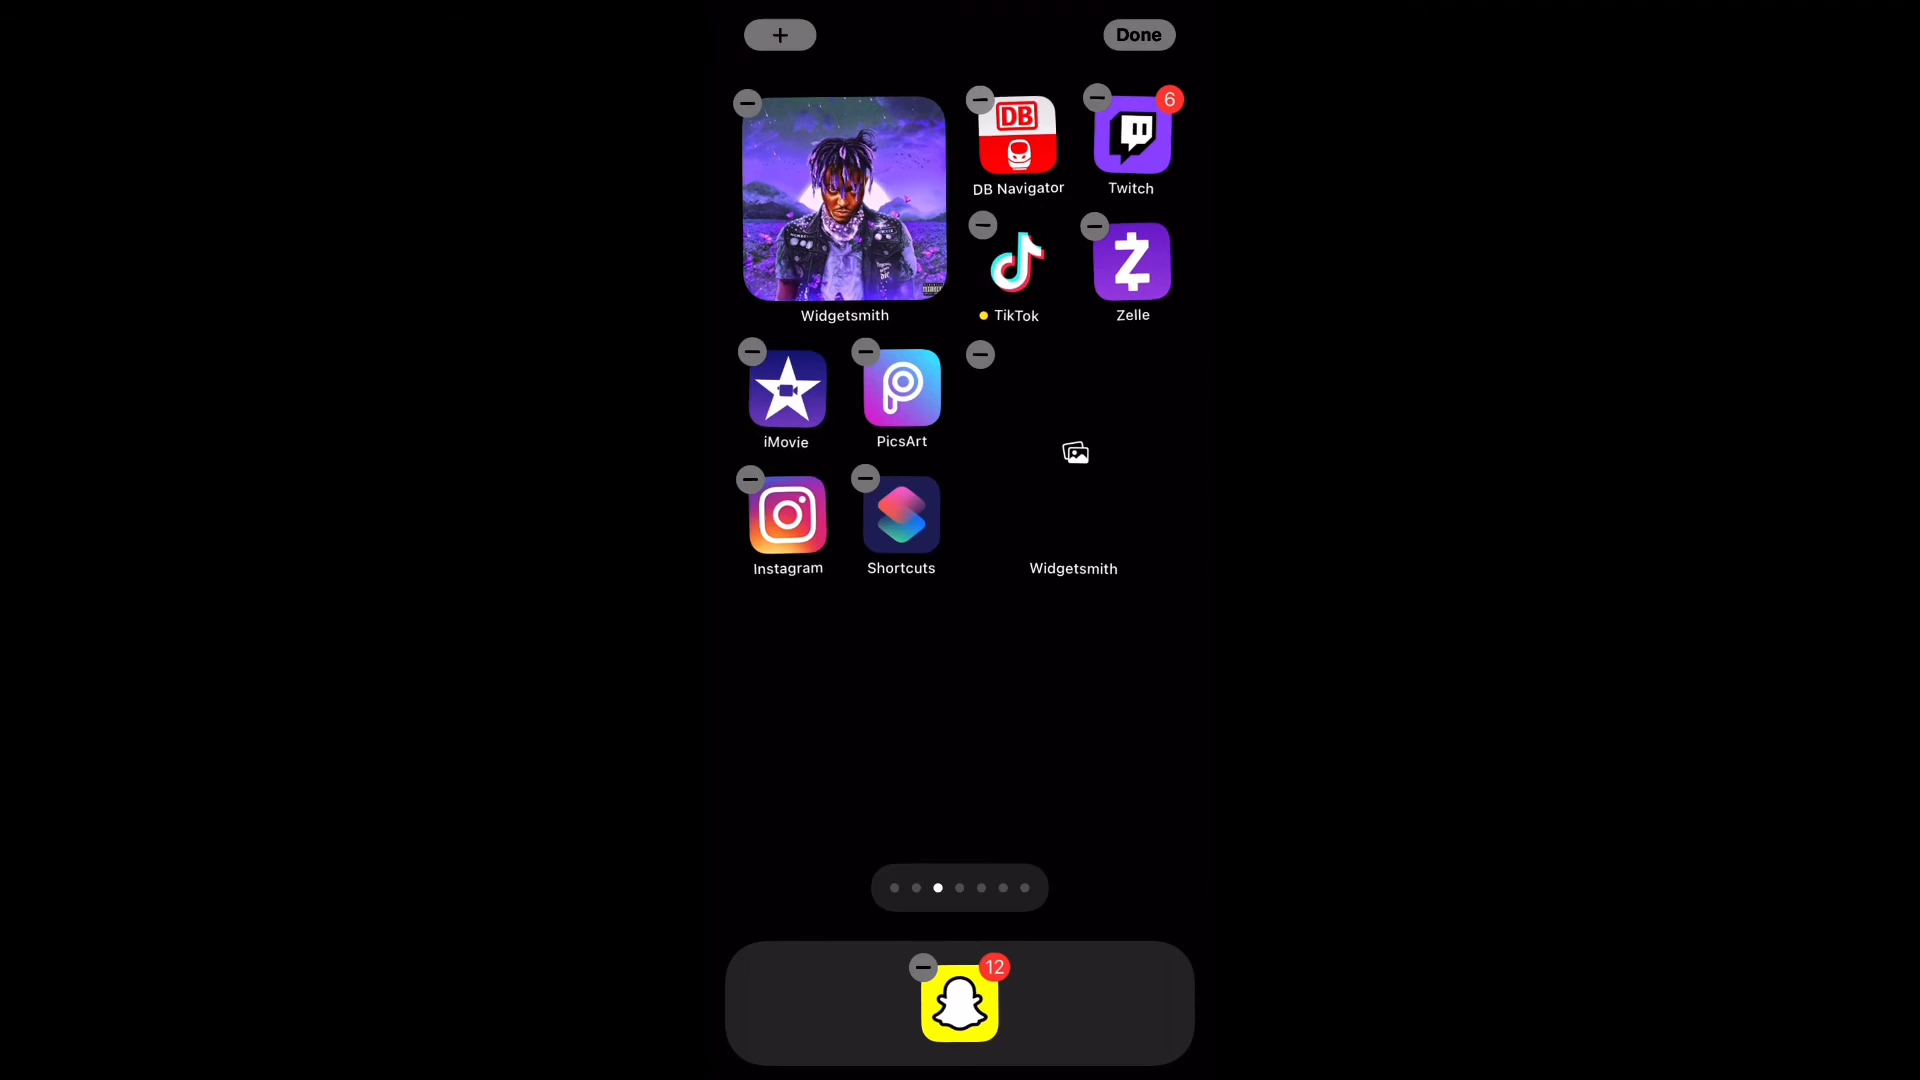 + Done
DB 6
DB Navigator Twitch
Widgetsmith TikTok Zelle
iMovie PicsArt
Instagram Shortcuts Widgetsmith
12